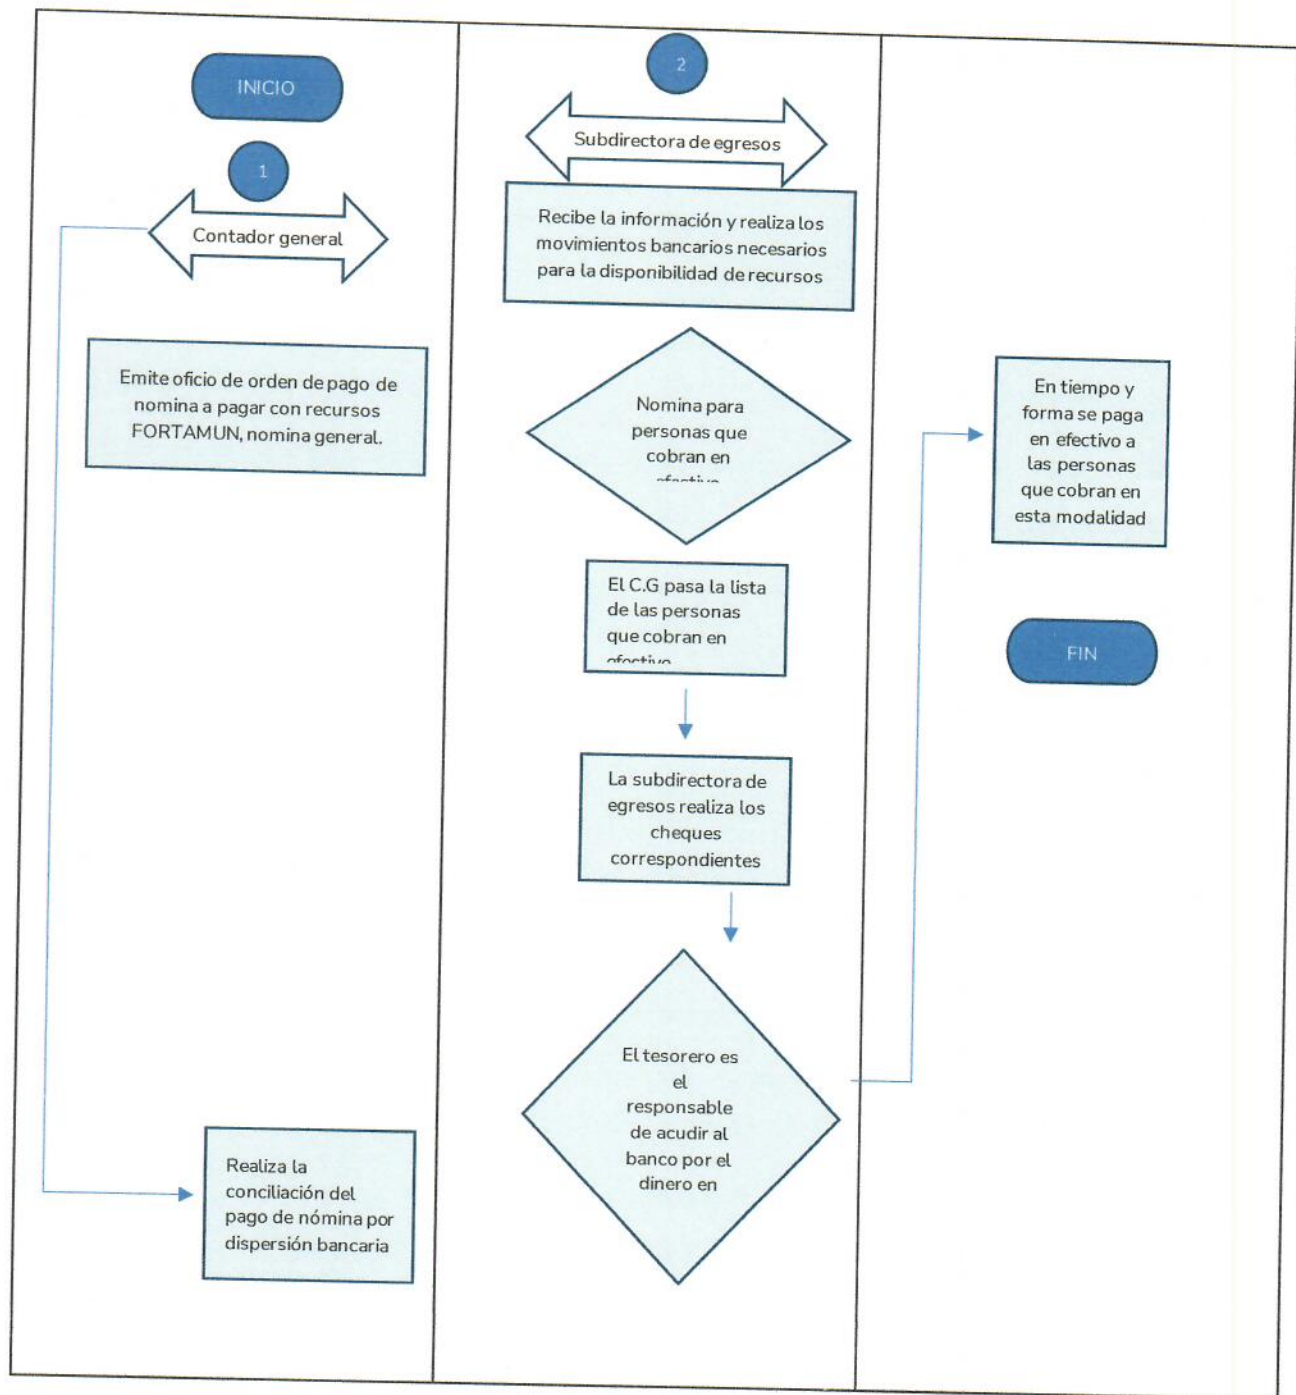 INICIO
1
Contador general
Emite oficio de orden de pago de
nomina a pagar con recursos
FORTAMUN, nomina general.
Realiza la
conciliación del
pago de nómina por
dispersión bancaria
2
Subdirectora de egresos
Recibe la información y realiza los
movimientos bancarios necesarios
para la disponibilidad de recursos
Nomina para
personas que
cobran en
efectivo
El C.G pasa la lista
de las personas
que cobran en
efectivo
La subdirectora de
egresos realiza los
cheques
correspondientes
El tesorero es
el
responsable
de acudir al
banco por el
dinero en
En tiempo y
forma se paga
en efectivo a
las personas
que cobran en
esta modalidad
FIN